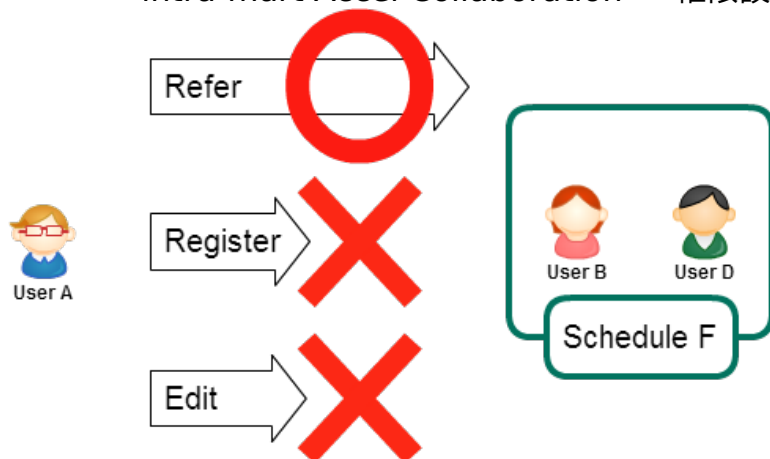 Refer
Register
User A
User B
User D
Schedule F
Edit